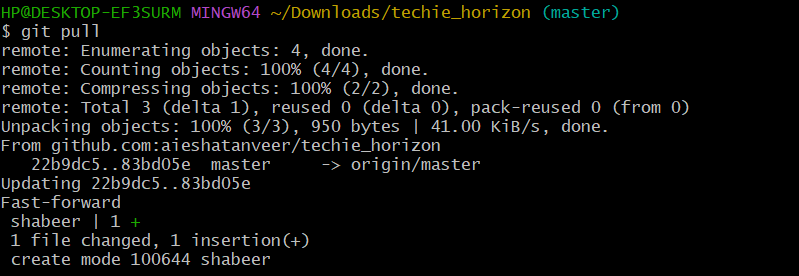 HP@DESKTOP-EF3SURM MINGW64 ~/Downloads/techie_horizon (master)
$ git pull
remote: Enumerating objects: 4, done.
remote: Counting objects: 100% (4/4), done.
remote: Compressing objects: 100% (2/2), done.
remote: Total 3 (delta 1), reused 0 (delta 0), pack-reused 0 (from 0)
Unpacking objects: 100% (3/3), 950 bytes | 41.00 KiB/s, done.
From github.com:aieshatanveer/techie_horizon
   22b9dc5..83bd05e  master     -> origin/master
Updating 22b9dc5..83bd05e
Fast-forward
 shabeer | 1 +
 1 file changed, 1 insertion(+)
 create mode 100644 shabeer